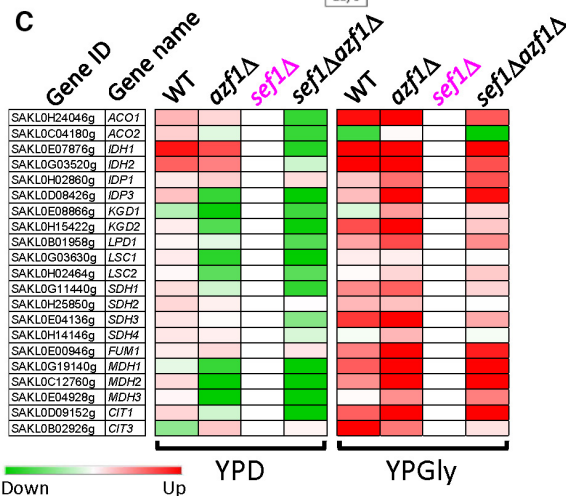 C
Gene ID Gene name WT azf1Δ sef1Δ sef1Δazf1Δ WT azf1Δ sef1Δ sef1Δazf1Δ
SAKL0H24046g ACO1
SAKL0C04180g ACO2
SAKL0E07876g IDH1
SAKL0G03520g IDH2
SAKL0H02860g IDP1
SAKL0D08426g IDP3
SAKL0E08866g KGD1
SAKL0H15422g KGD2
SAKL0B01958g LPD1
SAKL0G03630g LSC1
SAKL0H02464g LSC2
SAKL0G11440g SDH1
SAKL0H25850g SDH2
SAKL0E04136g SDH3
SAKL0H14146g SDH4
SAKL0E00946g FUM1
SAKL0G19140g MDH1
SAKL0C12760g MDH2
SAKL0E04928g MDH3
SAKL0D09152g CIT1
SAKL0B02926g CIT3
YPD YPGly
Down Up